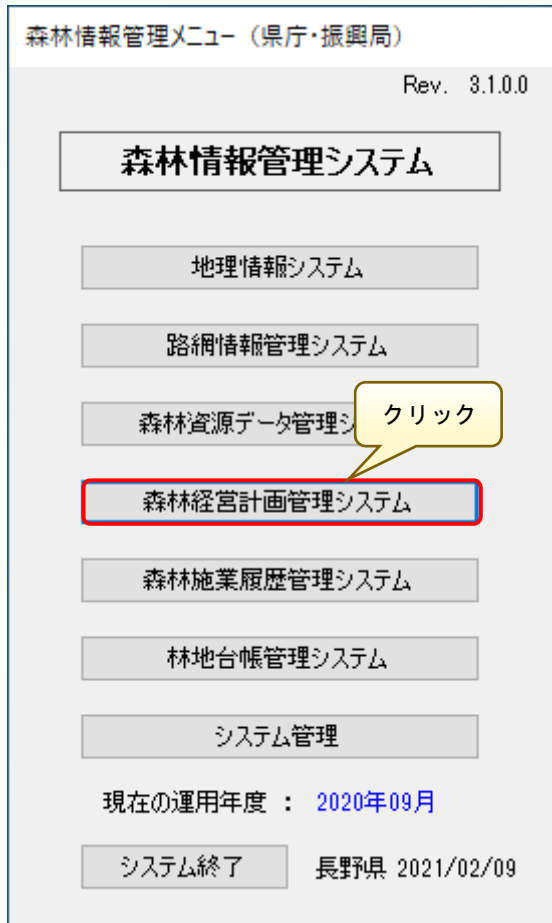 森林情報管理メニュー（県庁・振興局）
Rev. 3.1.0.0
森林情報管理システム
地理情報システム
路網情報管理システム
森林資源データ管理シ
クリック
森林経営計画管理システム
森林施業履歴管理システム
林地台帳管理システム
システム管理
現在の運用年度 ： 2020年09月
システム終了 長野県 2021/02/09